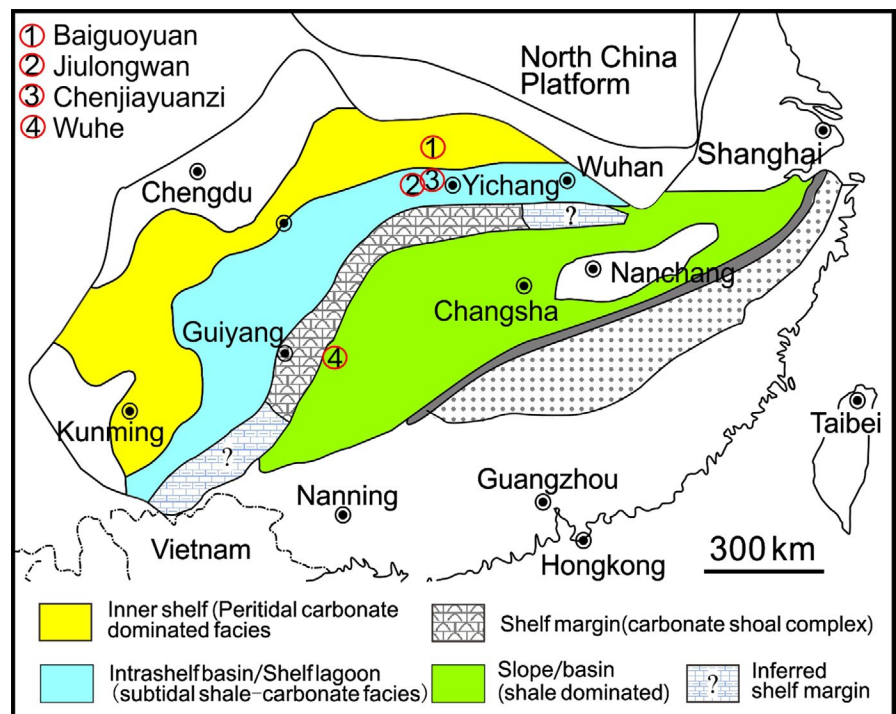 ① Baiguoyuan
② Jiulongwan
③ Chenjiayuanzi
④ Wuhe
North China
Platform
Shanghai
①
Wuhan
Chengdu
②
③
Yichang
?
Nanchang
Changsha
Guiyang
④
Taibei
Kunming
?
Nanning
Guangzhou
Vietnam
Hongkong
300 km
Inner shelf (Peritidal carbonate
dominated facies
Shelf margin(carbonate shoal complex)
Intrashelf basin/Shelf lagoon
(subtidal shale-carbonate facies)
Slope/basin
(shale dominated)
?
Inferred
shelf margin